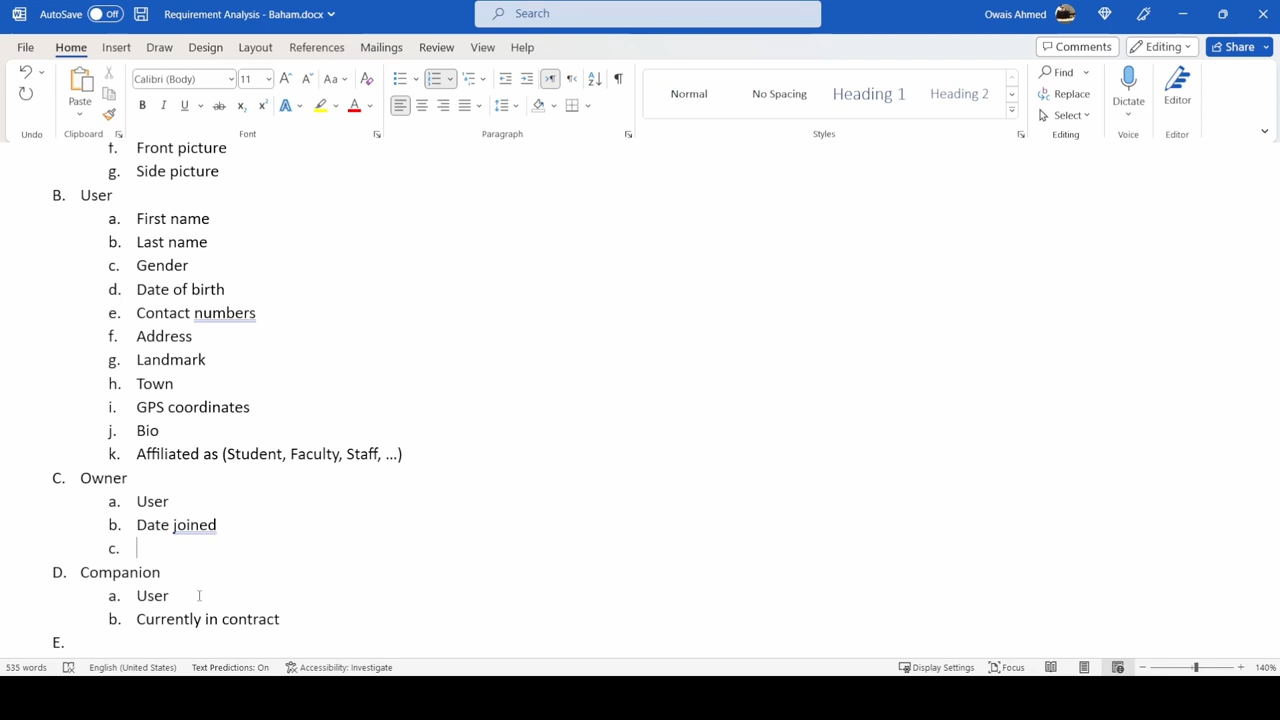 AutoSave Off Requirement Analysis - Baham.docx Search Owais Ahmed
File Home Insert Draw Design Layout References Mailings Review View Help Comments Editing Share
Calibri (Body) 11 Aa Normal No Spacing Heading 1 Heading 2 Find
Paste Replace Dictate Editor
B I U ab x₂ x² A A Select
Undo Clipboard Font Paragraph Styles Editing Voice Editor
f. Front picture
g. Side picture
B. User
a. First name
b. Last name
c. Gender
d. Date of birth
e. Contact numbers
f. Address
g. Landmark
h. Town
i. GPS coordinates
j. Bio
k. Affiliated as (Student, Faculty, Staff, ...)
C. Owner
a. User
b. Date joined
c.
D. Companion
a. User
b. Currently in contract
E.
535 words English (United States) Text Predictions: On Accessibility: Investigate Display Settings Focus 140%